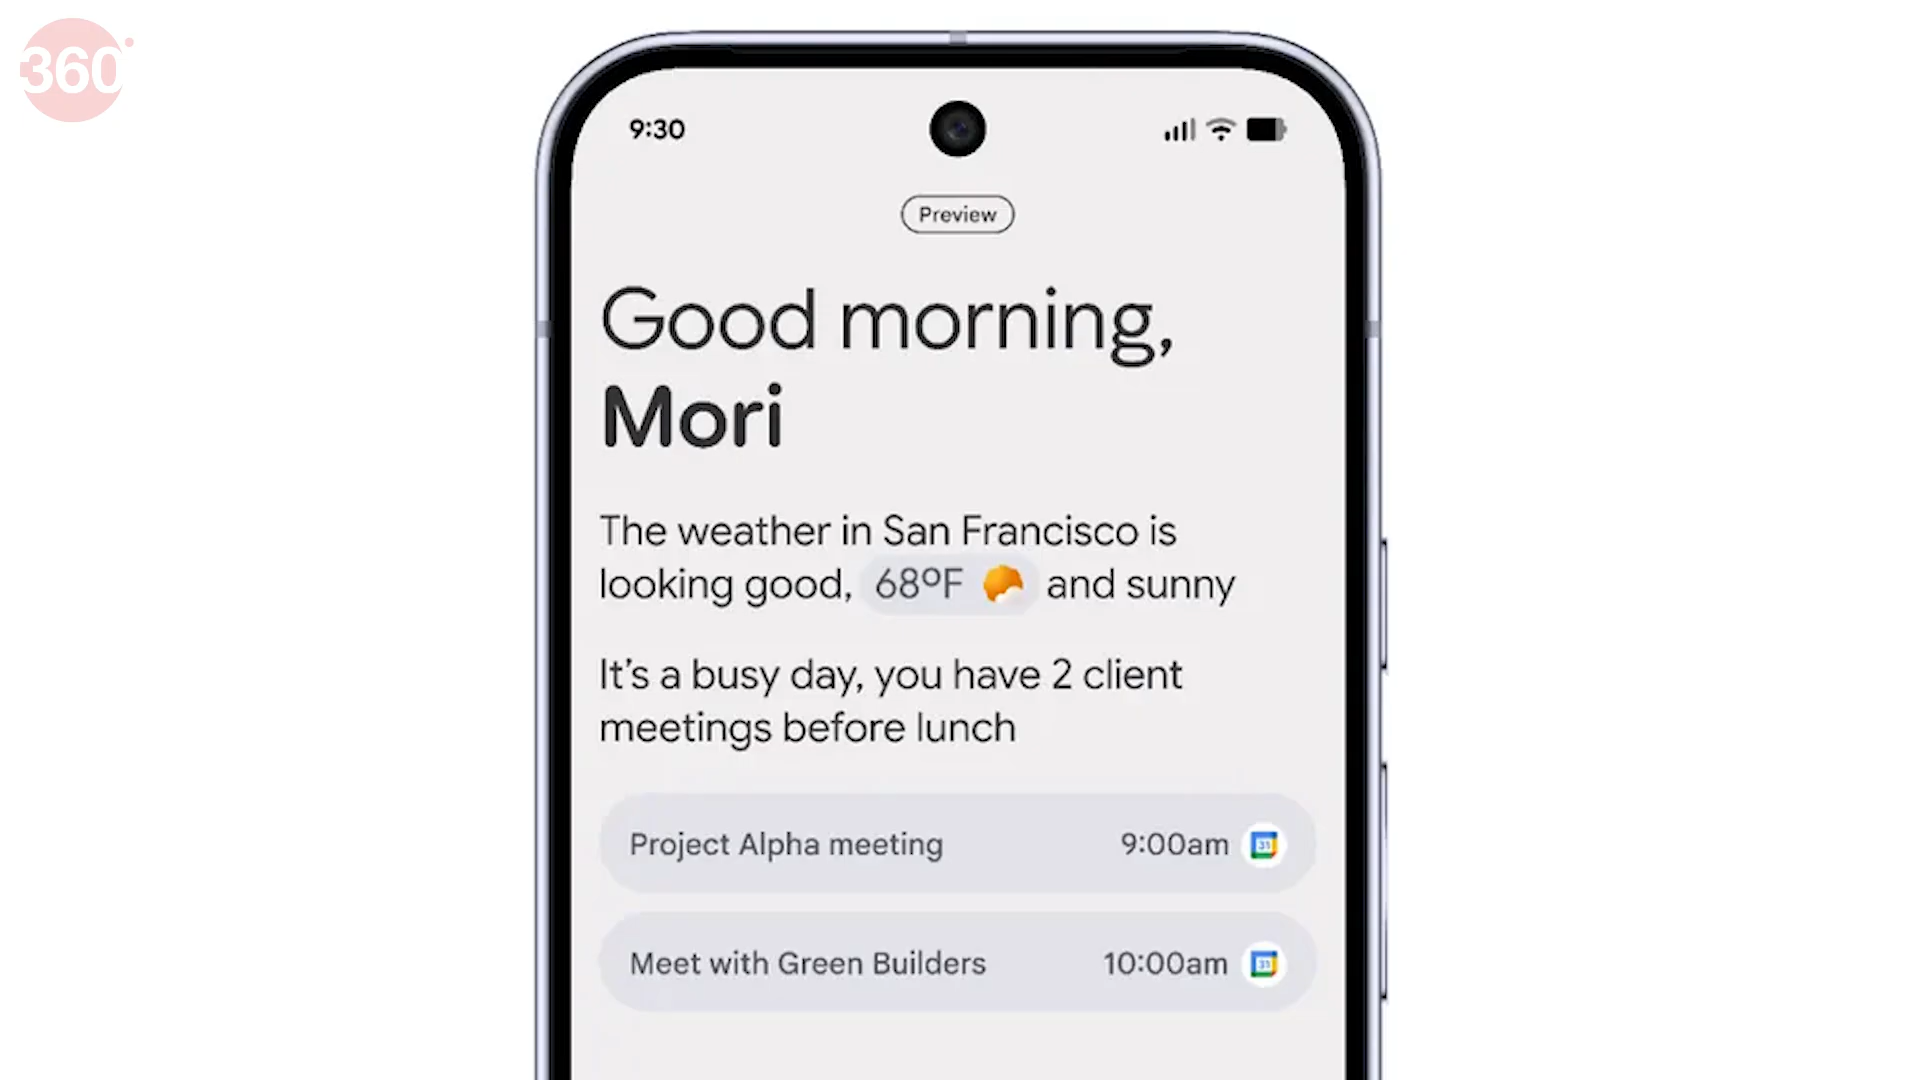 360°
9:30
Preview
Good morning,
Mori
The weather in San Francisco is
looking good, 68°F and sunny
It's a busy day, you have 2 client
meetings before lunch
Project Alpha meeting 9:00am 31
Meet with Green Builders 10:00am 31